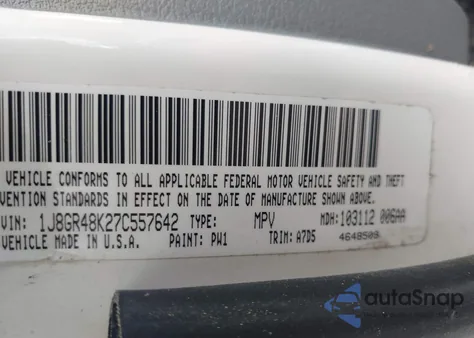 VEHICLE CONFORMS TO ALL APPLICABLE FEDERAL MOTOR VEHICLE SAFETY AND THEFT
VENTION STANDARDS IN EFFECT ON THE DATE OF MANUFACTURE SHOWN ABOVE.
VIN: 1J8GR48K27C557642 TYPE: MPV MDH: 103112 006AA
VEHICLE MADE IN U.S.A. PAINT: PW1 TRIM: A7D5 4648508
autoSnap